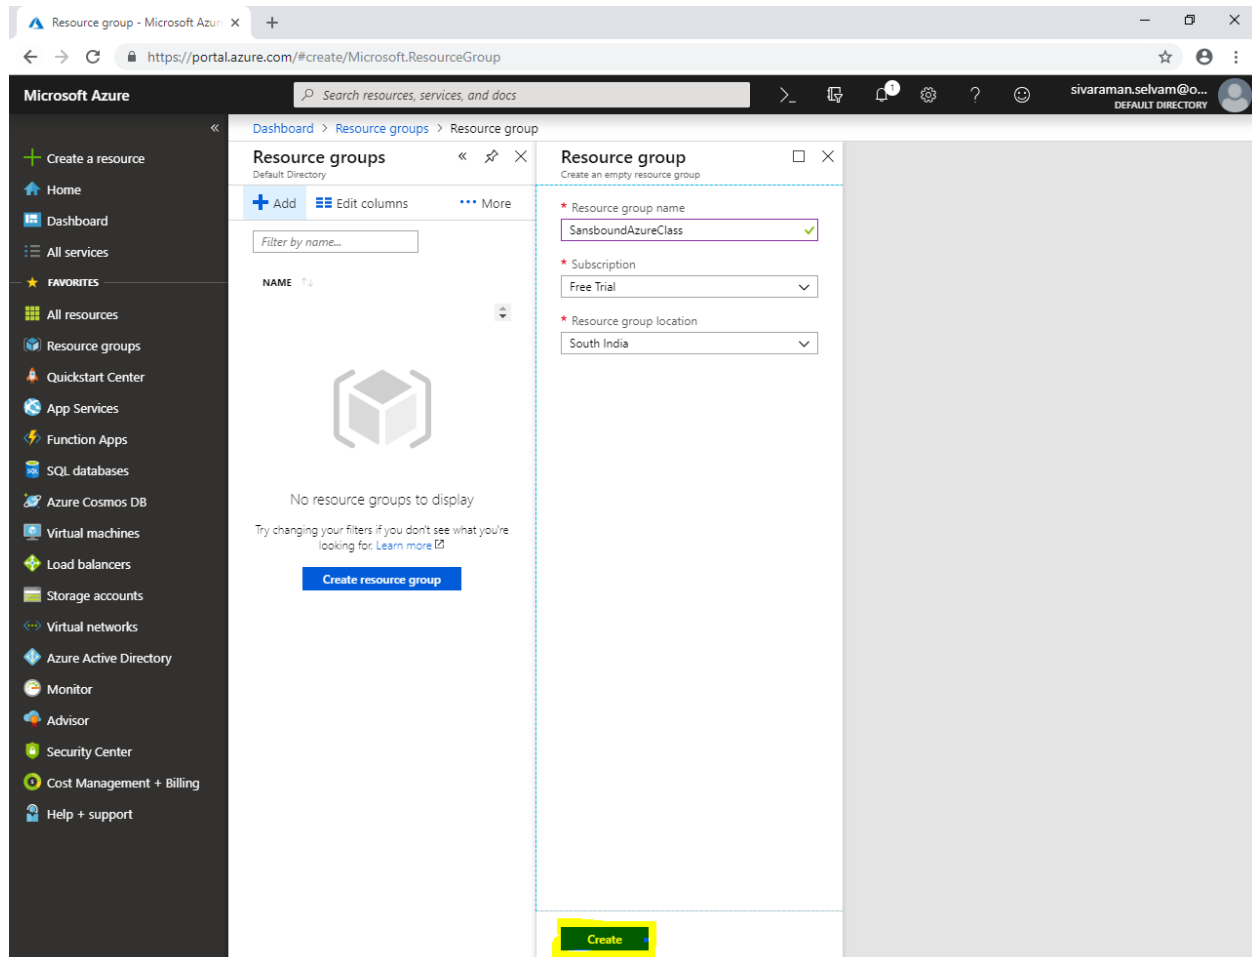 Resource group - Microsoft Azur
https://portal.azure.com/#create/Microsoft.ResourceGroup
Microsoft Azure
Search resources, services, and docs
1
sivaraman.selvam@o...
DEFAULT DIRECTORY
Dashboard > Resource groups > Resource group
Create a resource
Home
Dashboard
All services
FAVORITES
All resources
Resource groups
Quickstart Center
App Services
Function Apps
SQL databases
Azure Cosmos DB
Virtual machines
Load balancers
Storage accounts
Virtual networks
Azure Active Directory
Monitor
Advisor
Security Center
Cost Management + Billing
Help + support
Resource groups
Default Directory
Add Edit columns ··· More
Filter by name...
NAME
No resource groups to display
Try changing your filters if you don't see what you're
looking for. Learn more
Create resource group
Resource group
Create an empty resource group
* Resource group name
SansboundAzureClass
* Subscription
Free Trial
* Resource group location
South India
Create